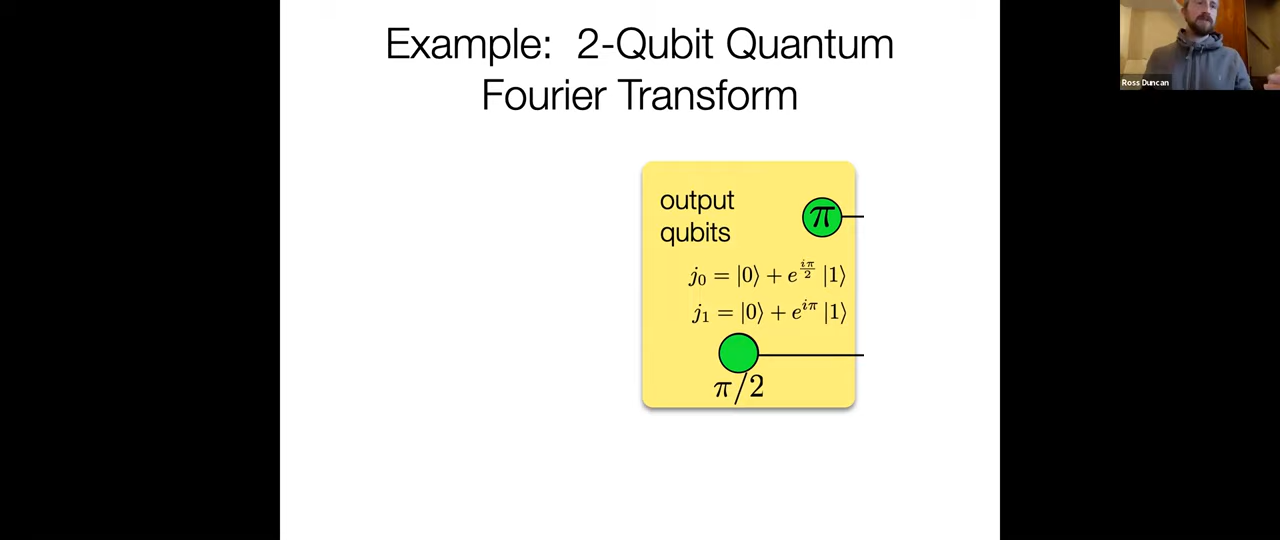 Example: 2-Qubit Quantum
Fourier Transform
Ross Duncan
output
qubits
π
j₀ = |0⟩ + e^{iπ/2} |1⟩
j₁ = |0⟩ + e^{iπ} |1⟩
π/2